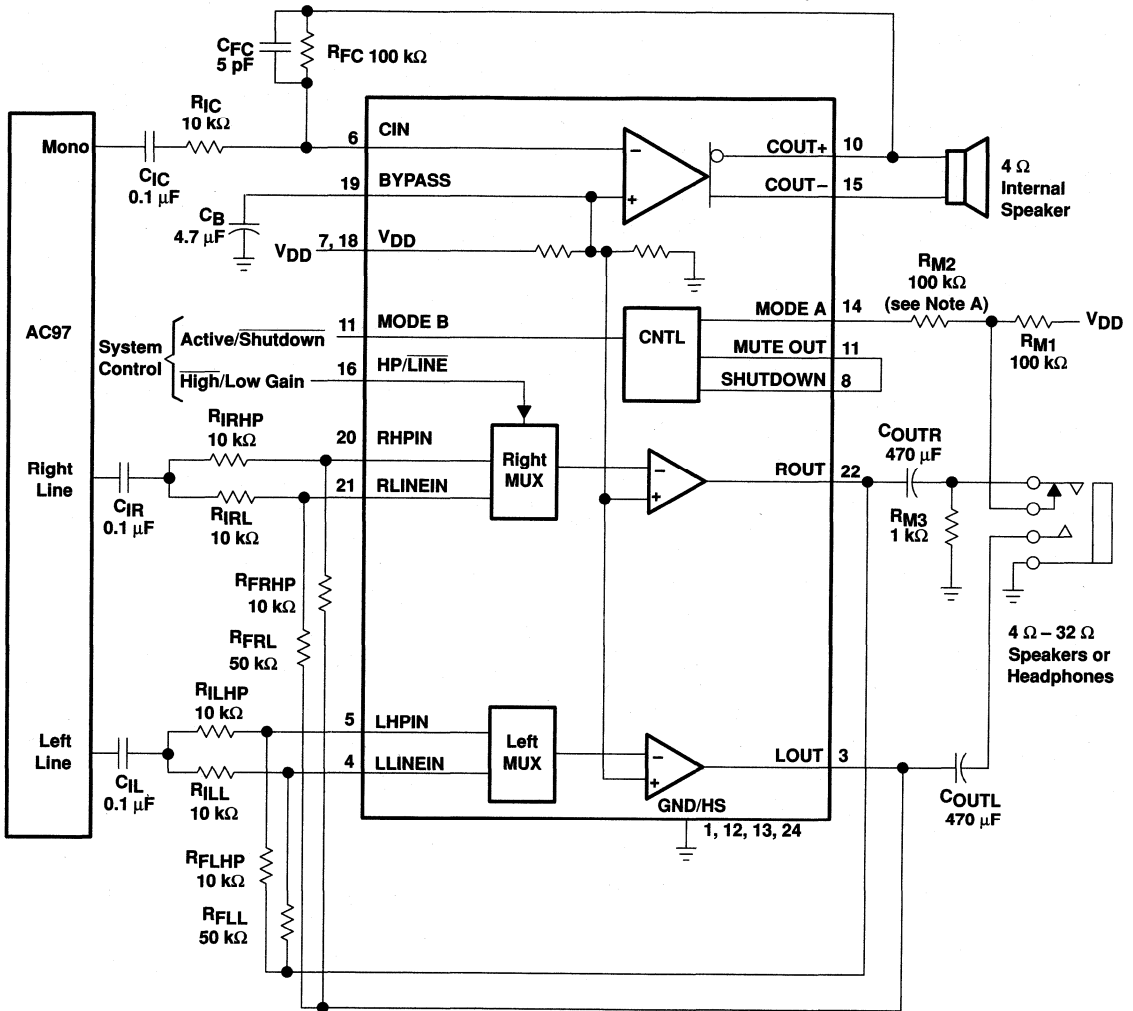 CFC
5 pF
RFC 100 kΩ
RIC
10 kΩ
Mono
CIC
0.1 μF
6
CIN
−
COUT+
10
4 Ω
Internal
Speaker
19
BYPASS
+
COUT−
15
CB
4.7 μF
VDD
7, 18
VDD
RM2
100 kΩ
(see Note A)
MODE A
14
VDD
RM1
100 kΩ
AC97
System
Control
Active/Shutdown
11
MODE B
CNTL
MUTE OUT
11
High/Low Gain
16
HP/LINE
SHUTDOWN
8
RIRHP
10 kΩ
20
RHPIN
Right
MUX
COUTR
470 μF
Right
Line
−
ROUT
22
21
RLINEIN
+
CIR
0.1 μF
RIRL
10 kΩ
RM3
1 kΩ
RFRHP
10 kΩ
RFRL
50 kΩ
4 Ω – 32 Ω
Speakers or
Headphones
RILHP
10 kΩ
5
LHPIN
Left
MUX
Left
Line
−
LOUT
3
4
LLINEIN
+
CIL
0.1 μF
RILL
10 kΩ
GND/HS
COUTL
470 μF
1, 12, 13, 24
RFLHP
10 kΩ
RFLL
50 kΩ